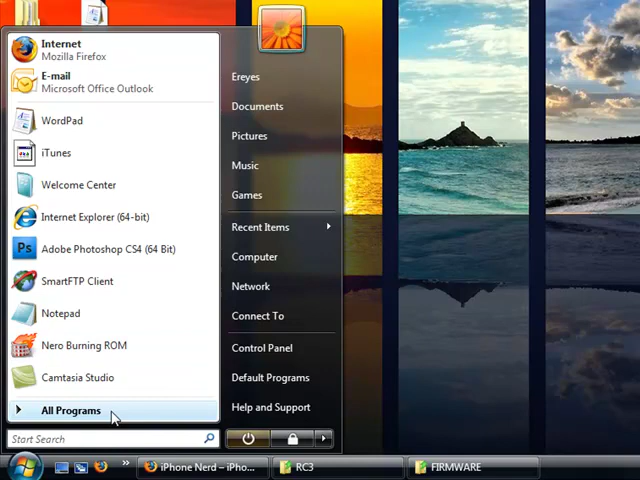 Internet
Mozilla Firefox
E-mail
Microsoft Office Outlook
WordPad
iTunes
Welcome Center
Internet Explorer (64-bit)
Ps
Adobe Photoshop CS4 (64 Bit)
SmartFTP Client
Notepad
Nero Burning ROM
Camtasia Studio
All Programs
Start Search
Ereyes
Documents
Pictures
Music
Games
Recent Items
Computer
Network
Connect To
Control Panel
Default Programs
Help and Support
»
iPhone Nerd – iPho...
RC3
FIRMWARE